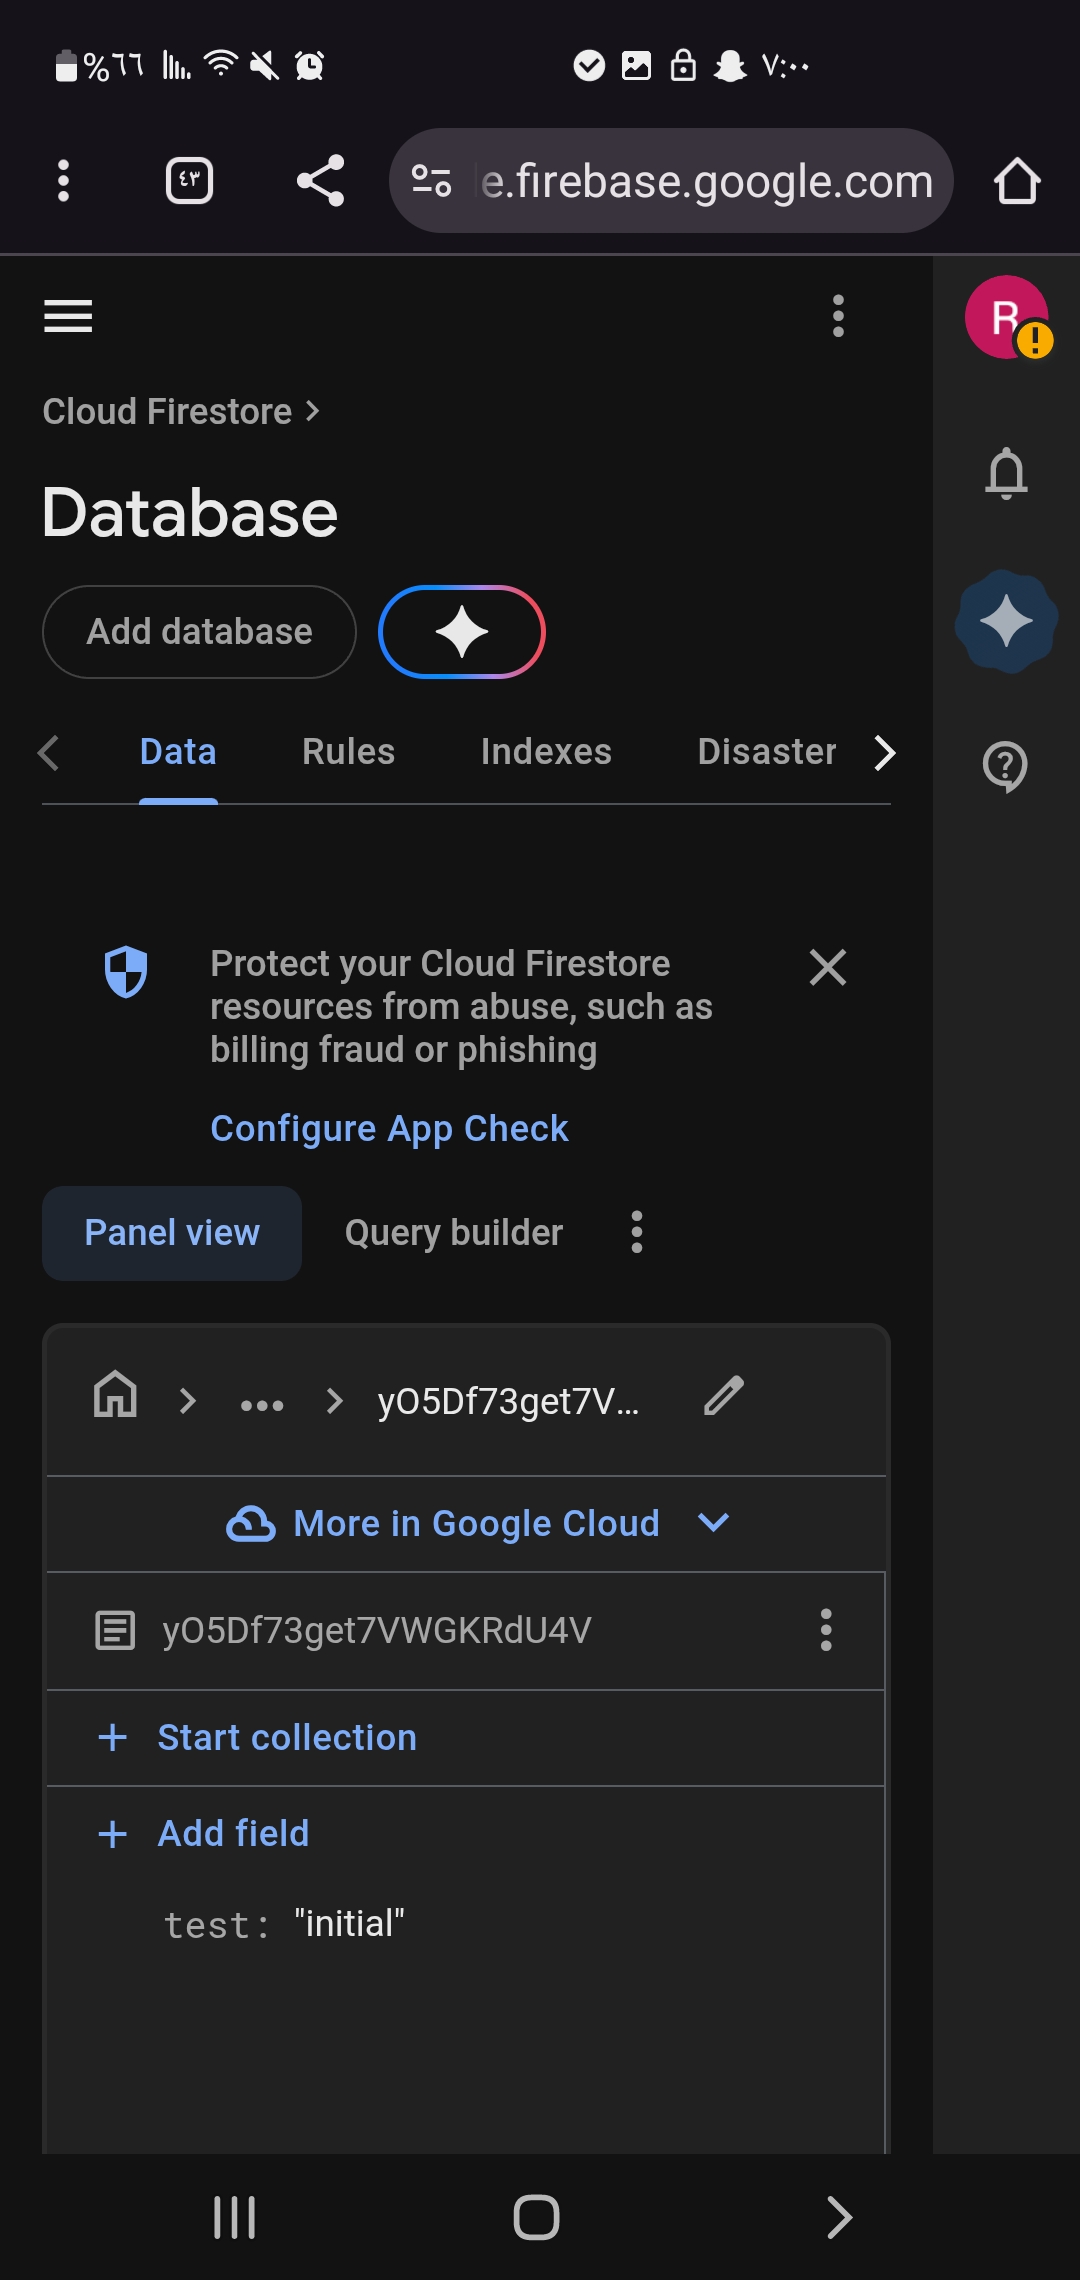 %٦٦
٧:٠٠
٤٣
e.firebase.google.com
R
Cloud Firestore
Database
Add database
Data Rules Indexes Disaster
Protect your Cloud Firestore
resources from abuse, such as
billing fraud or phishing
Configure App Check
Panel view Query builder
yO5Df73get7V...
More in Google Cloud
yO5Df73get7VWGKRdU4V
+ Start collection
+ Add field
test: "initial"